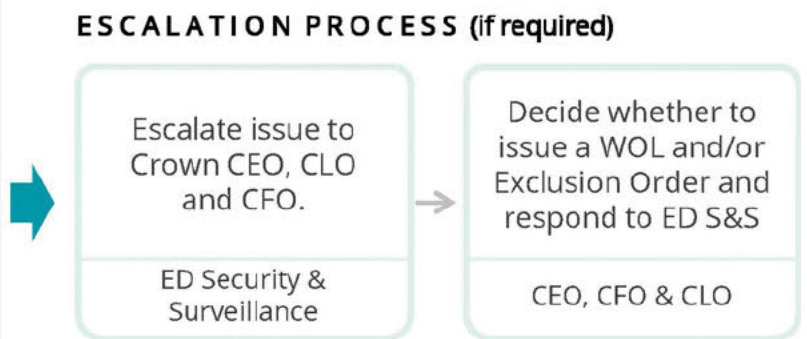 ESCALATION PROCESS (if required)
Escalate issue to
Crown CEO, CLO
and CFO.
ED Security &
Surveillance
Decide whether to
issue a WOL and/or
Exclusion Order and
respond to ED S&S
CEO, CFO & CLO